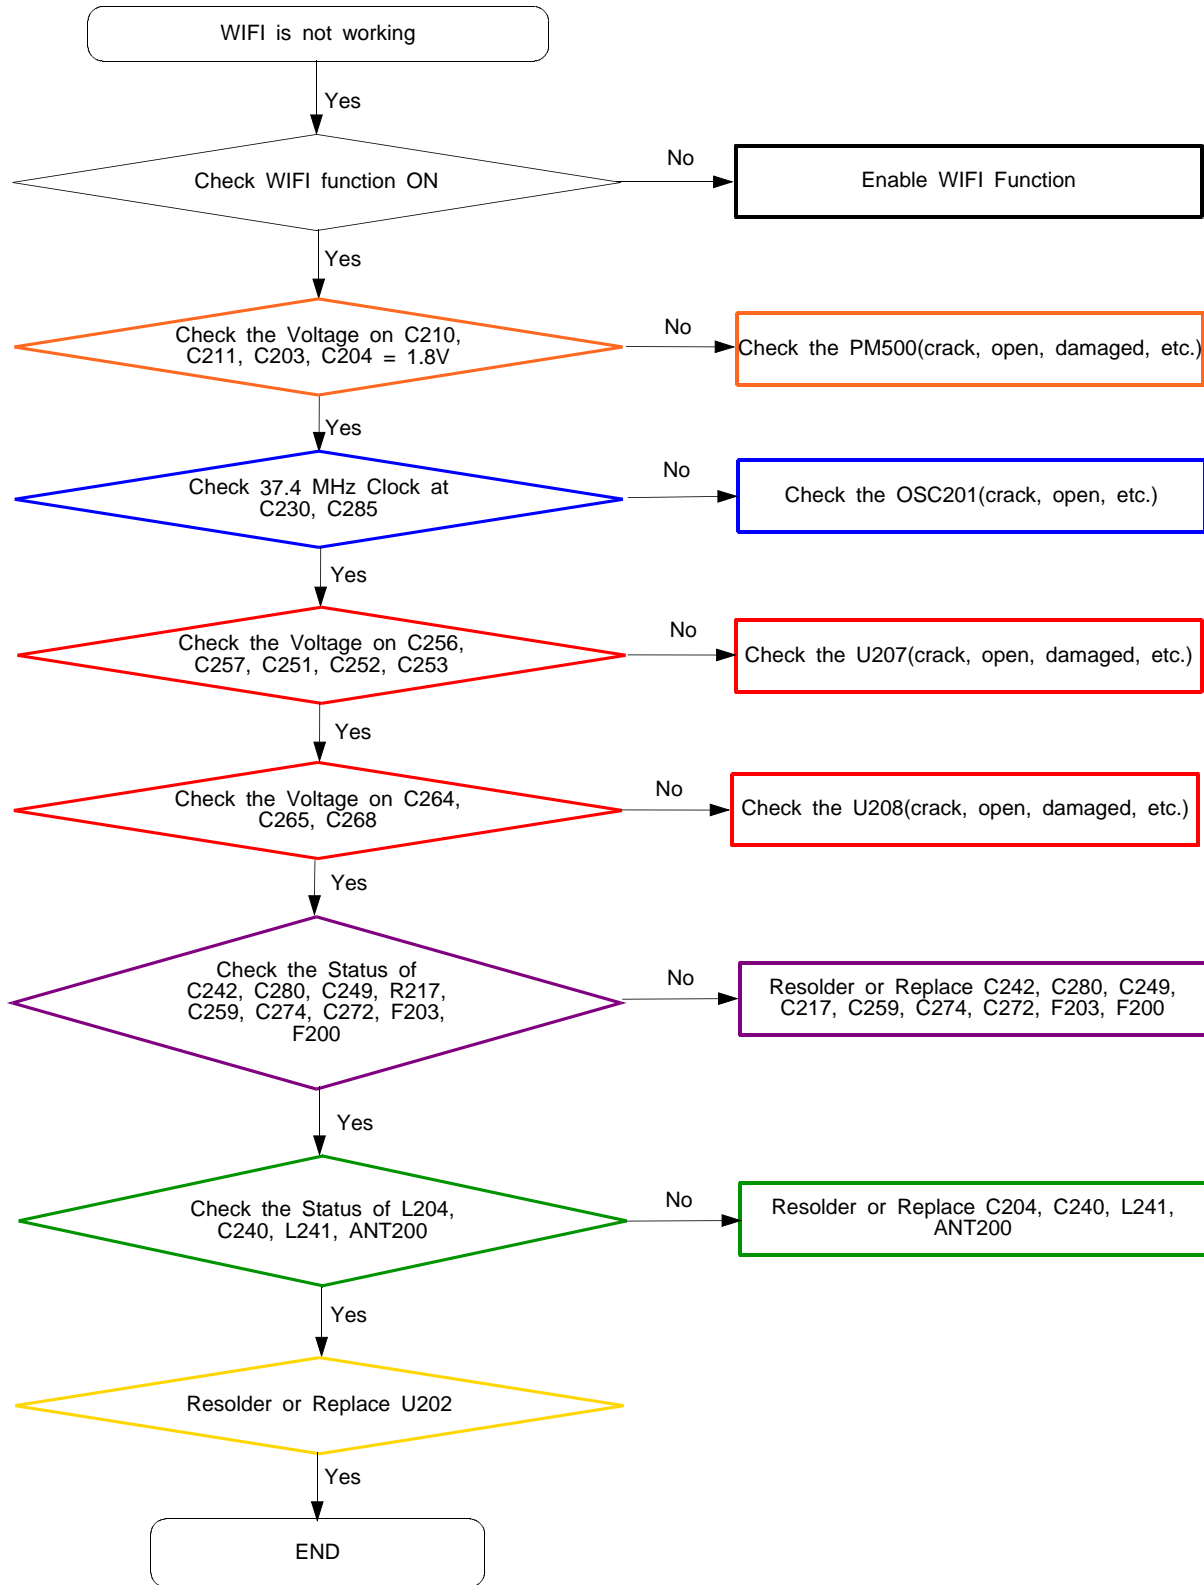 WIFI is not working
Yes
Check WIFI function ON
No
Enable WIFI Function
Yes
Check the Voltage on C210,
C211, C203, C204 = 1.8V
No
Check the PM500(crack, open, damaged, etc.)
Yes
Check 37.4 MHz Clock at
C230, C285
No
Check the OSC201(crack, open, etc.)
Yes
Check the Voltage on C256,
C257, C251, C252, C253
No
Check the U207(crack, open, damaged, etc.)
Yes
Check the Voltage on C264,
C265, C268
No
Check the U208(crack, open, damaged, etc.)
Yes
Check the Status of
C242, C280, C249, R217,
C259, C274, C272, F203,
F200
No
Resolder or Replace C242, C280, C249,
C217, C259, C274, C272, F203, F200
Yes
Check the Status of L204,
C240, L241, ANT200
No
Resolder or Replace C204, C240, L241,
ANT200
Yes
Resolder or Replace U202
Yes
END